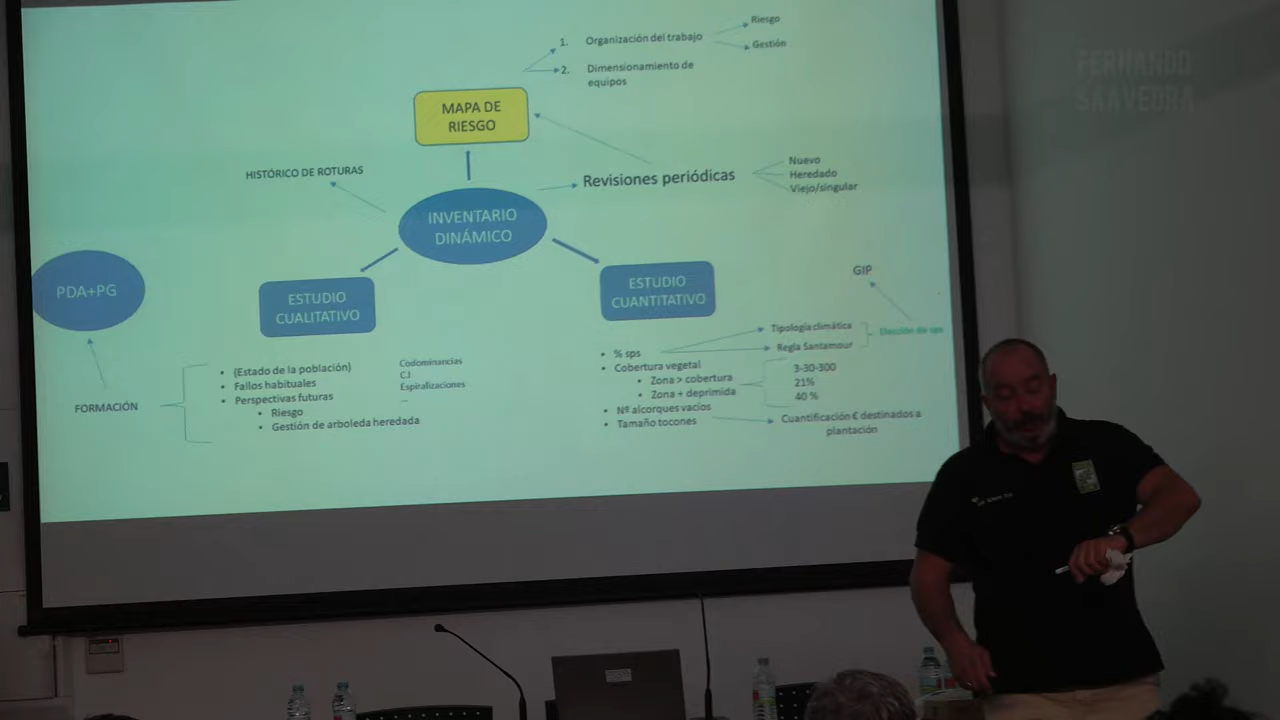 Riesgo
1. Organización del trabajo
Gestión
2. Dimensionamiento de
equipos
MAPA DE
RIESGO
HISTÓRICO DE ROTURAS
Revisiones periódicas
Nuevo
Heredado
Viejo/singular
INVENTARIO
DINÁMICO
PDA+PG
ESTUDIO
CUALITATIVO
ESTUDIO
CUANTITATIVO
GIP
Tipología climática
Elección de sps
Regla Santamour
• % sps
• Cobertura vegetal
• Zona > cobertura
• Zona + deprimida
3-30-300
21%
40 %
• Nº alcorques vacíos
• Tamaño tocones
Cuantificación € destinados a
plantación
FORMACIÓN
• (Estado de la población)
• Fallos habituales
• Perspectivas futuras
• Riesgo
• Gestión de arboleda heredada
Codominancias
C.I
Espiralizaciones
...
FERNANDO
SAAVEDRA